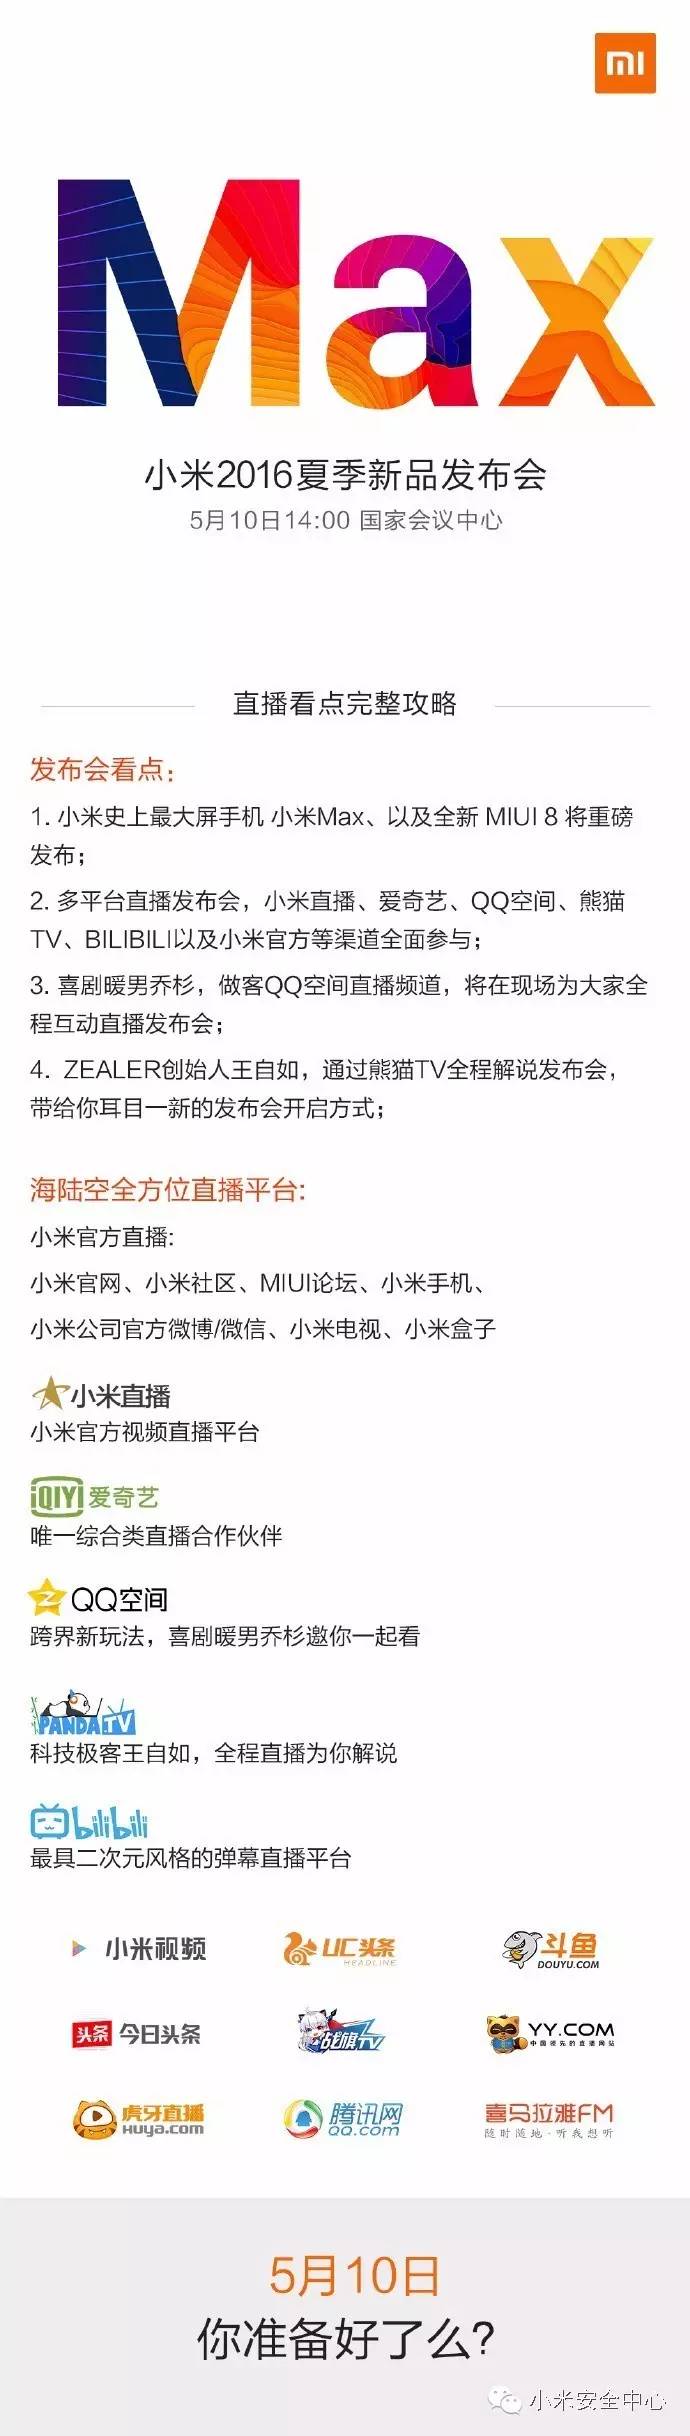 MI
Max
小米2016夏季新品发布会
5月10日14:00 国家会议中心
直播看点完整攻略
发布会看点：
1. 小米史上最大屏手机 小米Max、以及全新 MIUI 8 将重磅
发布；
2. 多平台直播发布会，小米直播、爱奇艺、QQ空间、熊猫
TV、BILIBILI以及小米官方等渠道全面参与；
3. 喜剧暖男乔杉，做客QQ空间直播频道，将在现场为大家全
程互动直播发布会；
4. ZEALER创始人王自如，通过熊猫TV全程解说发布会，
带给你耳目一新的发布会开启方式；
海陆空全方位直播平台:
小米官方直播:
小米官网、小米社区、MIUI论坛、小米手机、
小米公司官方微博/微信、小米电视、小米盒子
小米直播
小米官方视频直播平台
iQIYI 爱奇艺
唯一综合类直播合作伙伴
QQ空间
跨界新玩法，喜剧暖男乔杉邀你一起看
PANDATV
科技极客王自如，全程直播为你解说
bilibili
最具二次元风格的弹幕直播平台
小米视频 UC头条 HEADLINE 斗鱼 DOUYU.COM
头条 今日头条 战旗TV YY.COM 中国领先的直播网站
虎牙直播 Huya.com 腾讯网 QQ.com 喜马拉雅FM 随时随地·听我想听
5月10日
你准备好了么?
小米安全中心